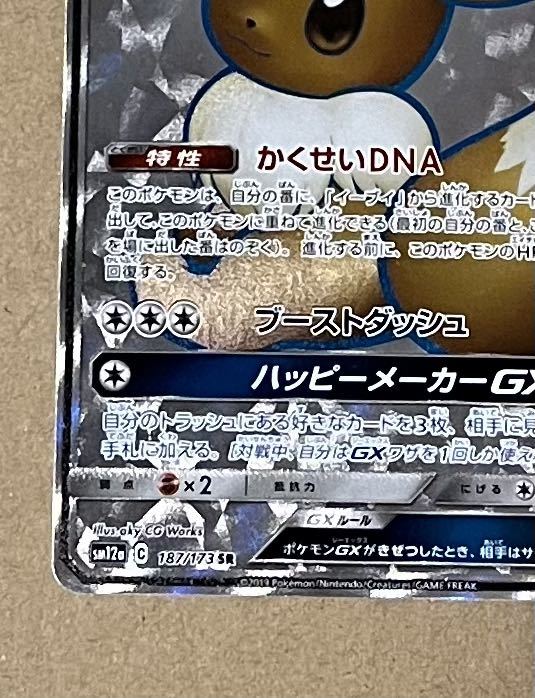 特性 かくせいDNA
このポケモンは、自分の番に、「イーブイ」から進化するカード
出して、このポケモンに重ねて進化できる（最初の自分の番と、こ
を場に出した番はのぞく）。進化する前に、このポケモンのHP
回復する。
ブーストダッシュ
ハッピーメーカーGX
自分のトラッシュにある好きなカードを3枚、相手に見
手札に加える。［対戦中、自分はGXワザを1回しか使え
弱点 ×2 抵抗力 にげる
Illus. aky CG Works
GXルール
sm12a C 187/173 SR
ポケモンGXがきぜつしたとき、相手はサ
©2019 Pokémon/Nintendo/Creatures/GAME FREAK